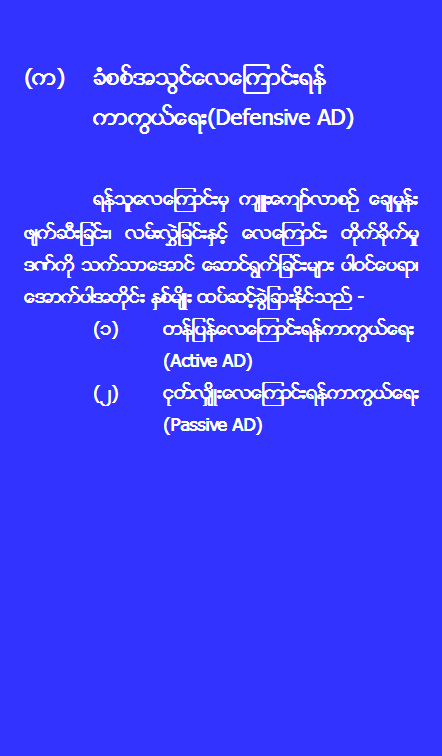 (က) ခံစစ်အသွင်လေကြောင်းရန်
ကာကွယ်ရေး(Defensive AD)
ရန်သူလေကြောင်းမှ ကျူးကျော်လာစဉ် ချေမှုန်း
ဖျက်ဆီးခြင်း၊ လမ်းလွှဲခြင်းနှင့် လေကြောင်း တိုက်ခိုက်မှု
ဒဏ်ကို သက်သာအောင် ဆောင်ရွက်ခြင်းများ ပါဝင်ပေရာ၊
အောက်ပါအတိုင်း နှစ်မျိုး ထပ်ဆင့်ခွဲခြားနိုင်သည် -
(၁) တန်ပြန်လေကြောင်းရန်ကာကွယ်ရေး
(Active AD)
(၂) ငုတ်လျှိုးလေကြောင်းရန်ကာကွယ်ရေး
(Passive AD)